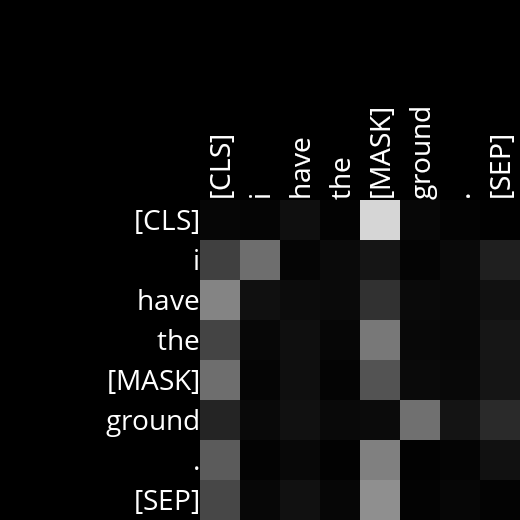 [CLS] i have the [MASK] ground . [SEP]
[CLS]
i
have
the
[MASK]
ground
.
[SEP]